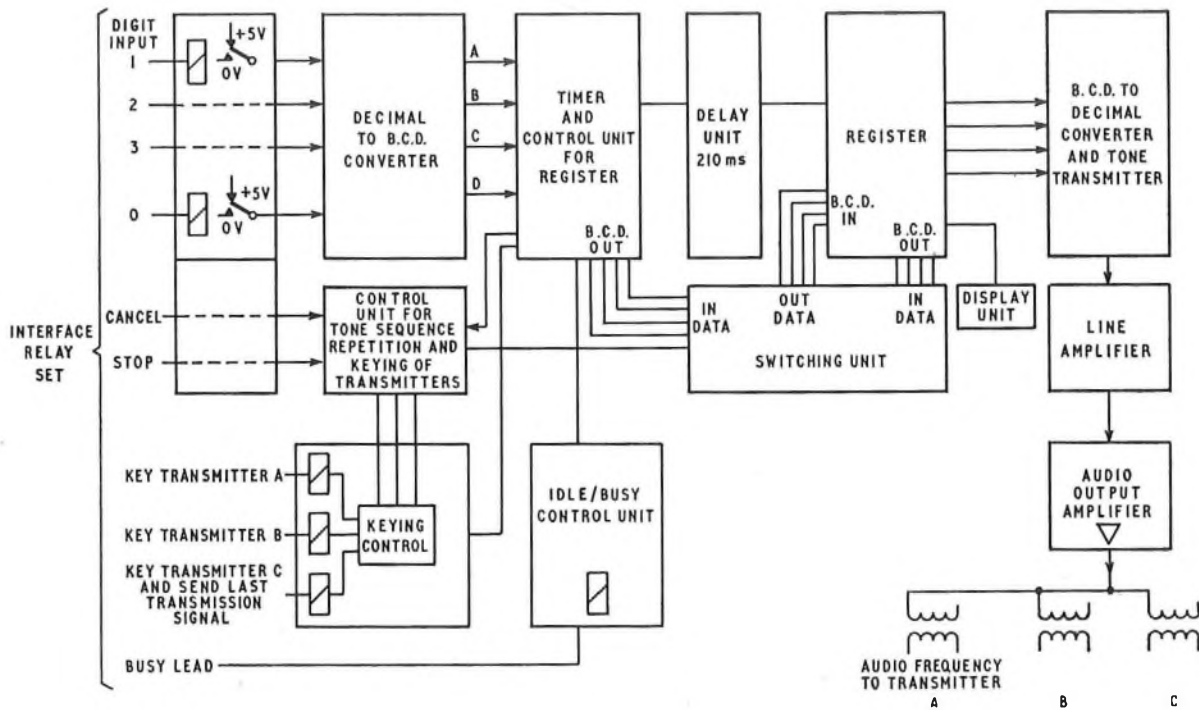 DIGIT
INPUT
1
2
3
0
+5V
0V
+5V
0V
CANCEL
STOP
INTERFACE
RELAY
SET
DECIMAL
TO B.C.D.
CONVERTER
A
B
C
D
TIMER
AND
CONTROL UNIT
FOR
REGISTER
B.C.D.
OUT
DELAY
UNIT
210 ms
REGISTER
B.C.D.
IN
B.C.D.
OUT
B.C.D. TO
DECIMAL
CONVERTER
AND TONE
TRANSMITTER
CONTROL
UNIT FOR
TONE SEQUENCE
REPETITION AND
KEYING OF
TRANSMITTERS
IN
DATA
OUT
DATA
IN
DATA
SWITCHING UNIT
DISPLAY
UNIT
LINE
AMPLIFIER
KEY TRANSMITTER A
KEY TRANSMITTER B
KEY TRANSMITTER C
AND SEND LAST
TRANSMISSION
SIGNAL
KEYING
CONTROL
IDLE/BUSY
CONTROL UNIT
AUDIO
OUTPUT
AMPLIFIER
BUSY LEAD
AUDIO FREQUENCY
TO TRANSMITTER
A
B
C